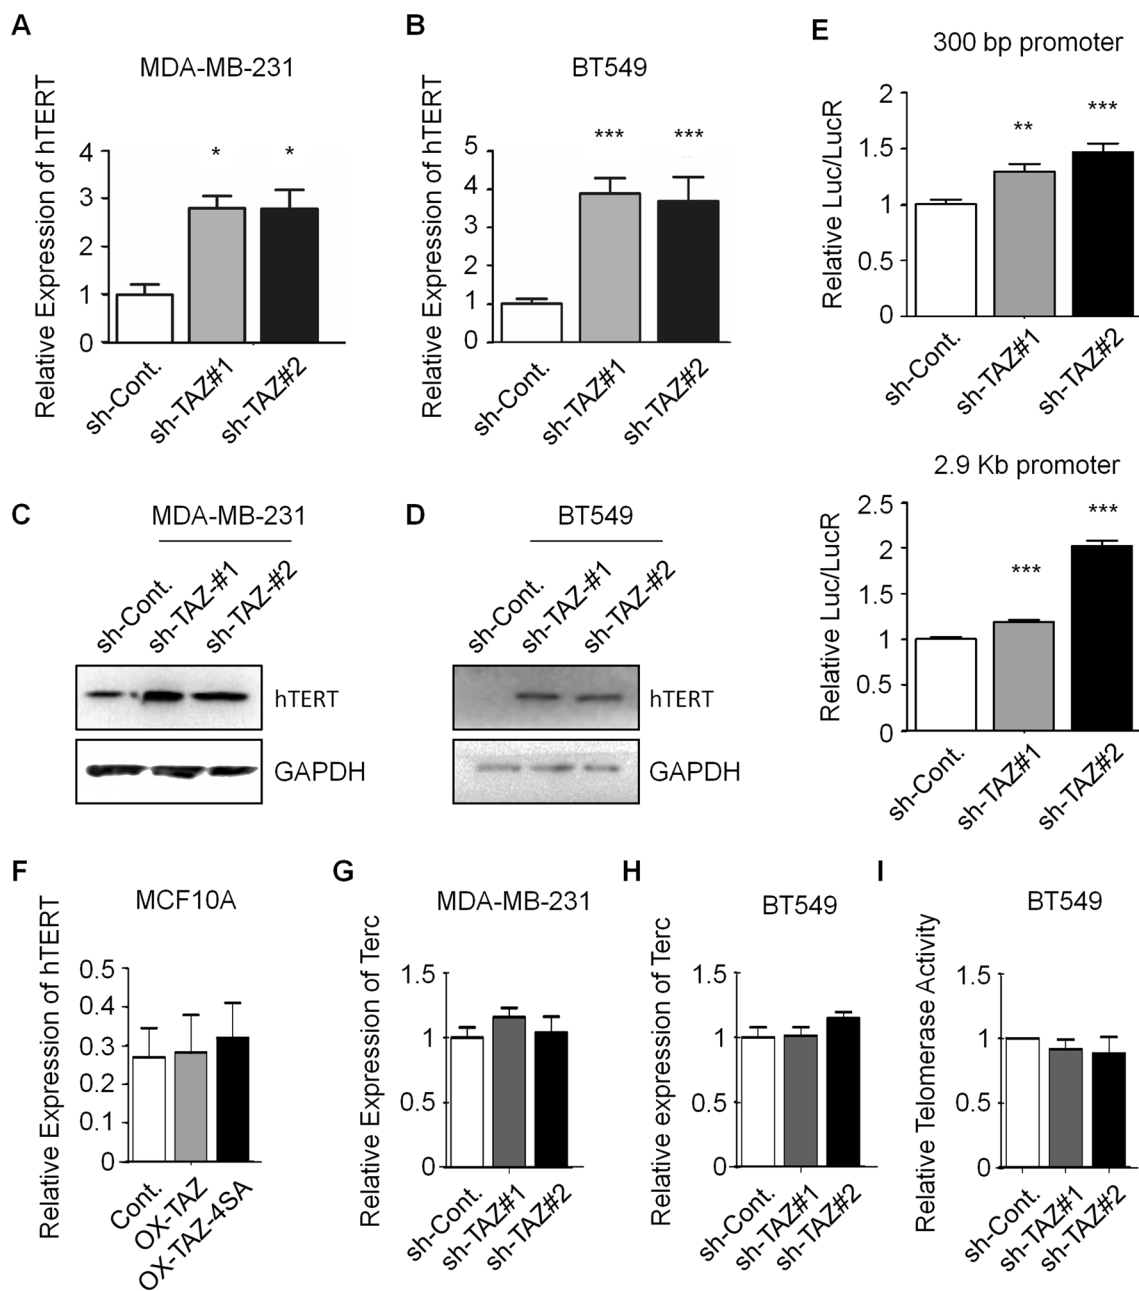 A
MDA-MB-231
Relative Expression of hTERT
4
3
2
1
0
*
*
sh-Cont.
sh-TAZ#1
sh-TAZ#2
B
BT549
Relative Expression of hTERT
5
4
3
2
1
0
***
***
sh-Cont.
sh-TAZ#1
sh-TAZ#2
E
300 bp promoter
Relative Luc/LucR
2
1.5
1
0.5
0
**
***
sh-Cont.
sh-TAZ#1
sh-TAZ#2
2.9 Kb promoter
Relative Luc/LucR
2.5
2
1.5
1
0.5
0
***
***
sh-Cont.
sh-TAZ#1
sh-TAZ#2
C
MDA-MB-231
sh-Cont.
sh-TAZ-#1
sh-TAZ-#2
hTERT
GAPDH
D
BT549
sh-Cont.
sh-TAZ-#1
sh-TAZ-#2
hTERT
GAPDH
F
MCF10A
Relative Expression of hTERT
0.5
0.4
0.3
0.2
0.1
0
Cont.
OX-TAZ
OX-TAZ-4SA
G
MDA-MB-231
Relative Expression of Terc
1.5
1
0.5
0
sh-Cont.
sh-TAZ#1
sh-TAZ#2
H
BT549
Relative expression of Terc
1.5
1
0.5
0
sh-Cont.
sh-TAZ#1
sh-TAZ#2
I
BT549
Relative Telomerase Activity
1.5
1
0.5
0
sh-Cont.
sh-TAZ#1
sh-TAZ#2